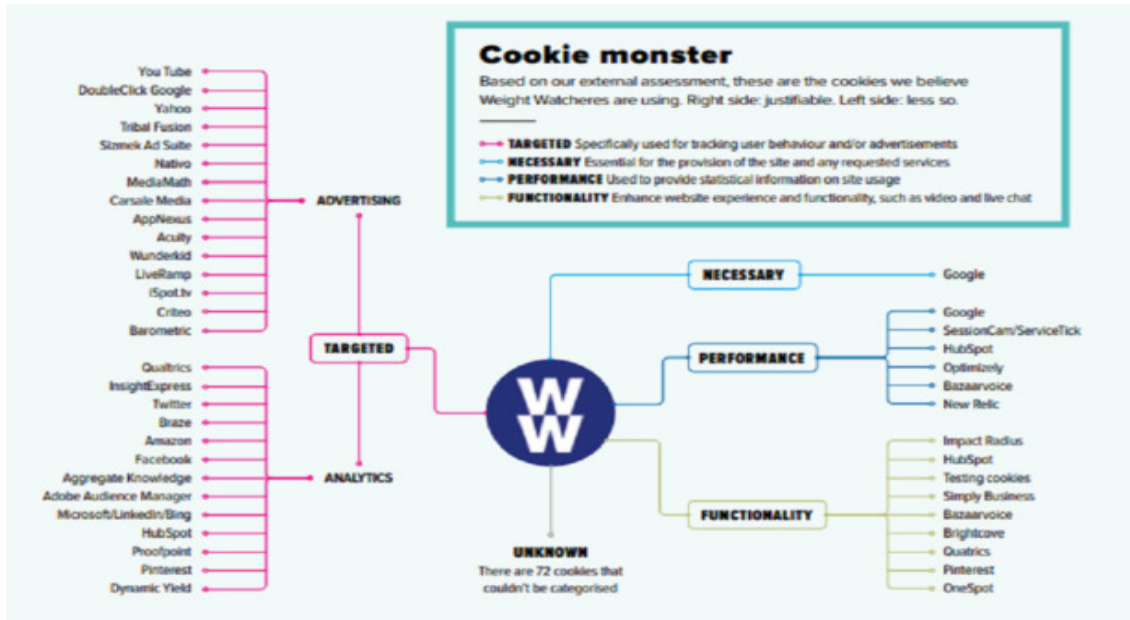 Cookie monster
Based on our external assessment, these are the cookies we believe
Weight Watcheres are using. Right side: justifiable. Left side: less so.
TARGETED Specifically used for tracking user behaviour and/or advertisements
NECESSARY Essential for the provision of the site and any requested services
PERFORMANCE Used to provide statistical information on site usage
FUNCTIONALITY Enhance website experience and functionality, such as video and live chat
You Tube
DoubleClick Google
Yahoo
Tribal Fusion
Sizmek Ad Suite
Nativo
MediaMath
Carsale Media
AppNexus
Acuity
Wunderkid
LiveRamp
iSpot.tv
Criteo
Barometric
ADVERTISING
TARGETED
Qualtrics
InsightExpress
Twitter
Braze
Amazon
Facebook
Aggregate Knowledge
Adobe Audience Manager
Microsoft/LinkedIn/Bing
HubSpot
Proofpoint
Pinterest
Dynamic Yield
ANALYTICS
W
W
UNKNOWN
There are 72 cookies that
couldn't be categorised
NECESSARY
Google
PERFORMANCE
Google
SessionCam/ServiceTick
HubSpot
Optimizely
Bazaarvoice
New Relic
FUNCTIONALITY
Impact Radius
HubSpot
Testing cookies
Simply Business
Bazaarvoice
Brightcove
Quatrics
Pinterest
OneSpot